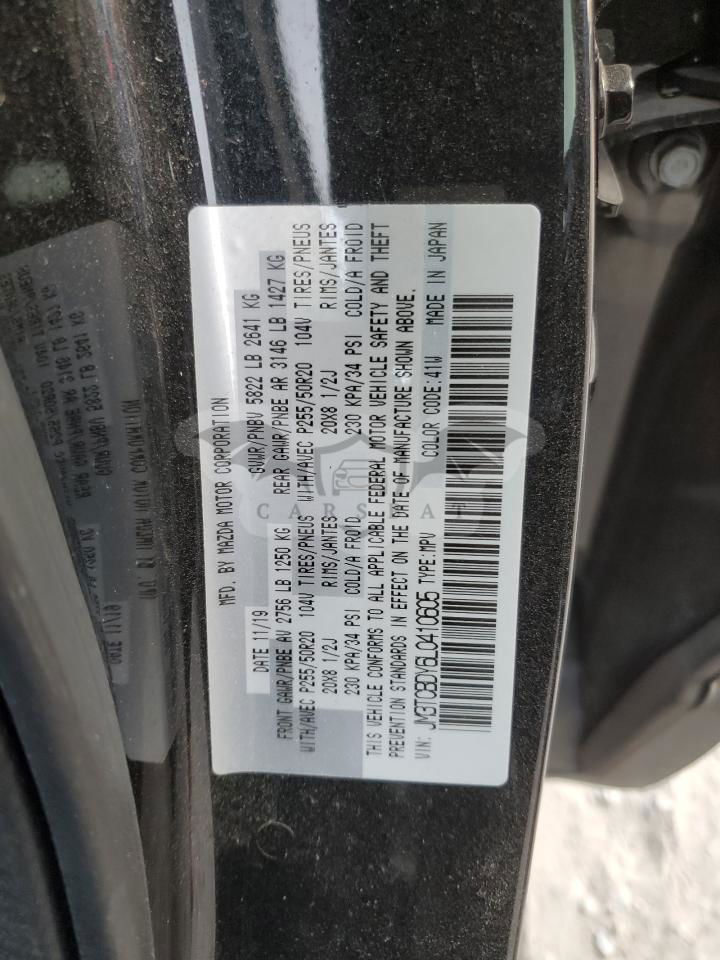 MFD. BY MAZDA MOTOR CORPORATION
DATE 11/19 GVWR/PNBV 5822 LB 2641 KG
FRONT GAWR/PNBE AV 2756 LB 1250 KG REAR GAWR/PNBE AR 3146 LB 1427 KG
WITH/AVEC P255/50R20 104V TIRES/PNEUS WITH/AVEC P255/50R20 104V TIRES/PNEUS
20X8 1/2J RIMS/JANTES 20X8 1/2J RIMS/JANTES
230 KPA/34 PSI COLD/A FROID 230 KPA/34 PSI COLD/A FROID
THIS VEHICLE CONFORMS TO ALL APPLICABLE FEDERAL MOTOR VEHICLE SAFETY AND THEFT
PREVENTION STANDARDS IN EFFECT ON THE DATE OF MANUFACTURE SHOWN ABOVE.
VIN: JM3TCBDY6L0410605 TYPE:MPV COLOR CODE:41W MADE IN JAPAN